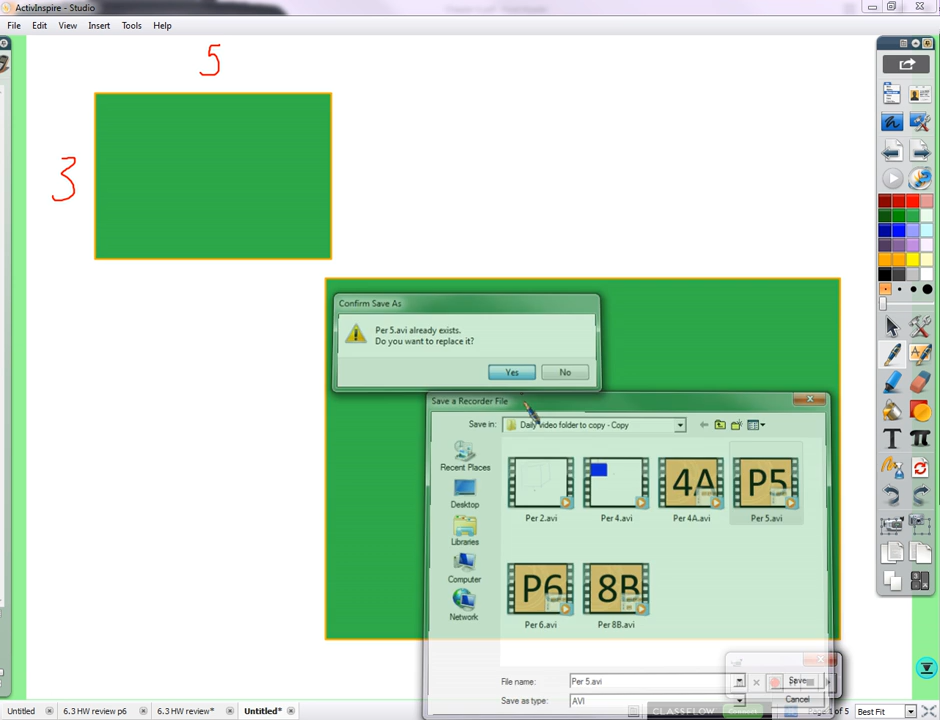 ActivInspire - Studio
File Edit View Insert Tools Help
5
3
Confirm Save As
Per 5.avi already exists.
Do you want to replace it?
Yes No
Save a Recorder File
Save in: Daily video folder to copy - Copy
Recent Places
Desktop
Libraries
Computer
Network
4A P5
Per 2.avi Per 4.avi Per 4A.avi Per 5.avi
P6 8B
Per 6.avi Per 8B.avi
File name: Per 5.avi Save
Save as type: AVI Cancel
Untitled 6.3 HW review p6 6.3 HW review* Untitled* CLASSFLOW Page 1 of 5 Best Fit